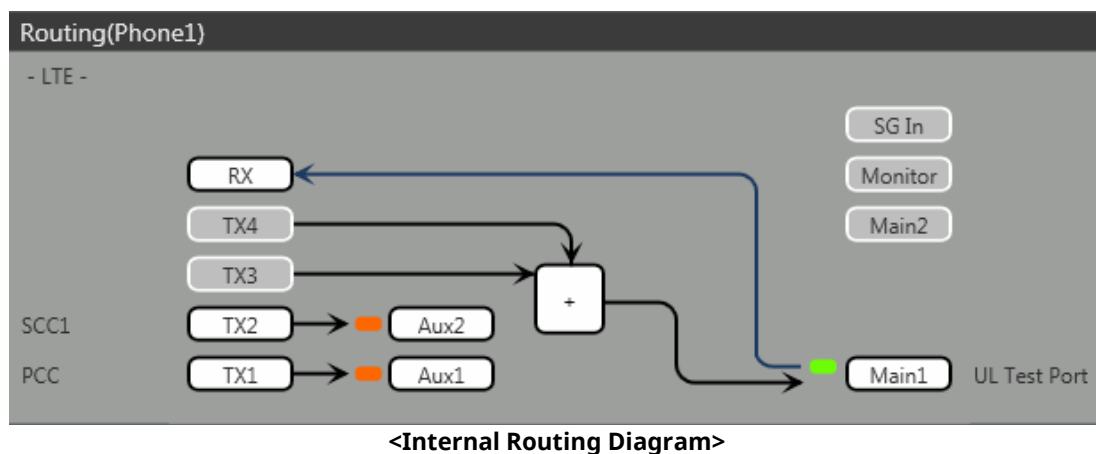 Routing(Phone1)
- LTE -
SG In
RX
Monitor
TX4
Main2
TX3
+
SCC1 TX2 Aux2
PCC TX1 Aux1 Main1 UL Test Port
<Internal Routing Diagram>